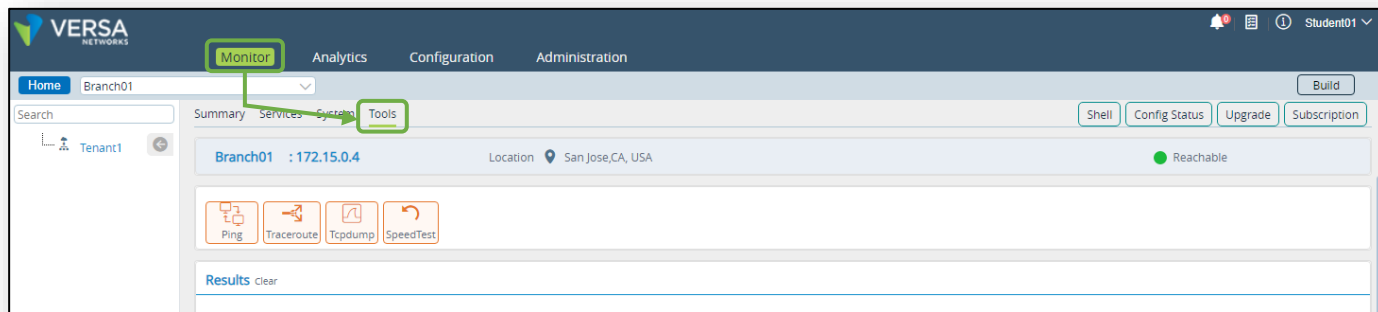 VERSA
NETWORKS
Student01
Monitor Analytics Configuration Administration
Home Branch01 Build
Search Summary Services System Tools Shell Config Status Upgrade Subscription
Tenant1
Branch01 : 172.15.0.4 Location San Jose,CA, USA Reachable
Ping Traceroute Tcpdump SpeedTest
Results Clear